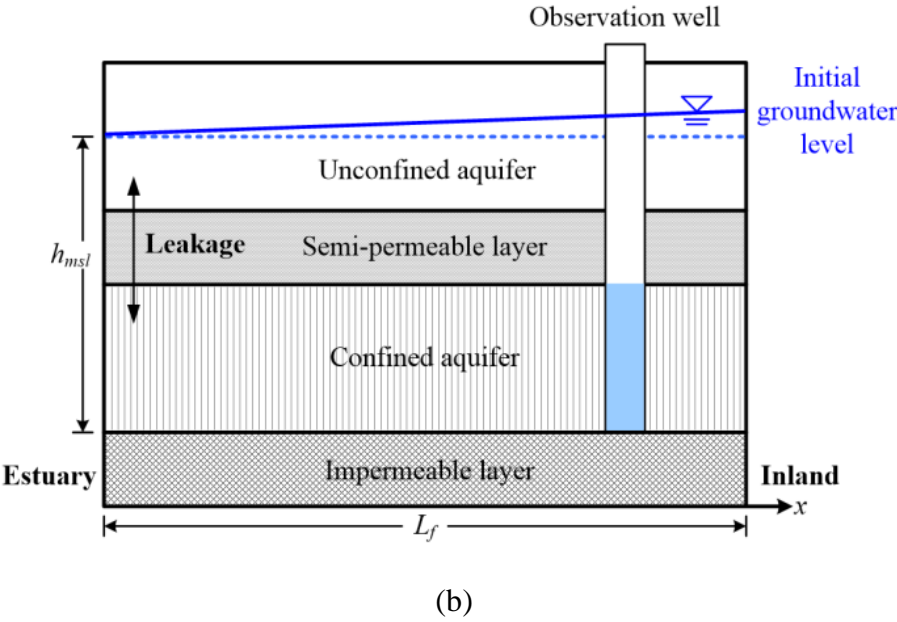 Observation well
Initial
groundwater
level
Unconfined aquifer
Leakage
Semi-permeable layer
h_msl
Confined aquifer
Estuary
Impermeable layer
Inland
x
L_f
(b)